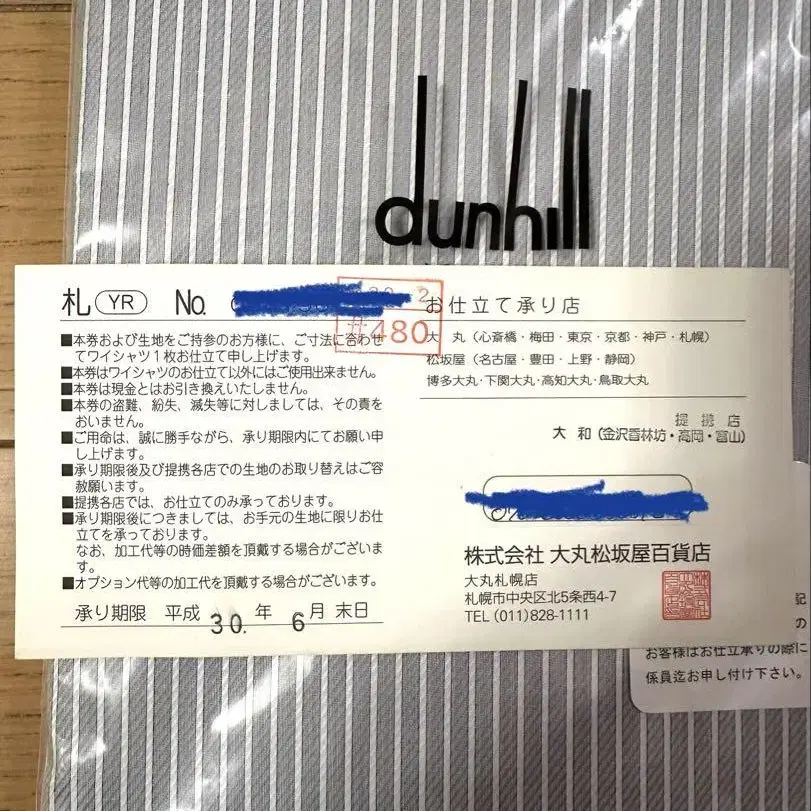 dunhill
札 YR No.
#480
■本券および生地をご持参のお方様に、ご寸法に合わせ
てワイシャツ1枚お仕立て申し上げます。
■本券はワイシャツのお仕立て以外にはご使用出来ません。
■本券は現金とはお引き換えいたしません。
■本券の盗難、紛失、滅失等に対しましては、その責を
おいません。
■ご用命は、誠に勝手ながら、承り期限内にてお願い申
し上げます。
■承り期限後及び提携各店での生地のお取り替えはご容
赦願います。
■提携各店では、お仕立てのみ承っております。
■承り期限後につきましては、お手元の生地に限りお仕
立てを承っております。
なお、加工代等の時価差額を頂戴する場合がございま
す。
■オプション代等の加工代を頂戴する場合がございます。
承り期限 平成 30. 年 6 月 末日
お仕立て承り店
大 丸(心斎橋・梅田・東京・京都・神戸・札幌)
松坂屋(名古屋・豊田・上野・静岡)
博多大丸・下関大丸・高知大丸・鳥取大丸
提携店
大 和(金沢香林坊・高岡・富山)
株式会社 大丸松坂屋百貨店
大丸札幌店
札幌市中央区北5条西4-7
TEL (011)828-1111
記
の
お客様はお仕立承りの際に
係員迄お申し付け下さい。